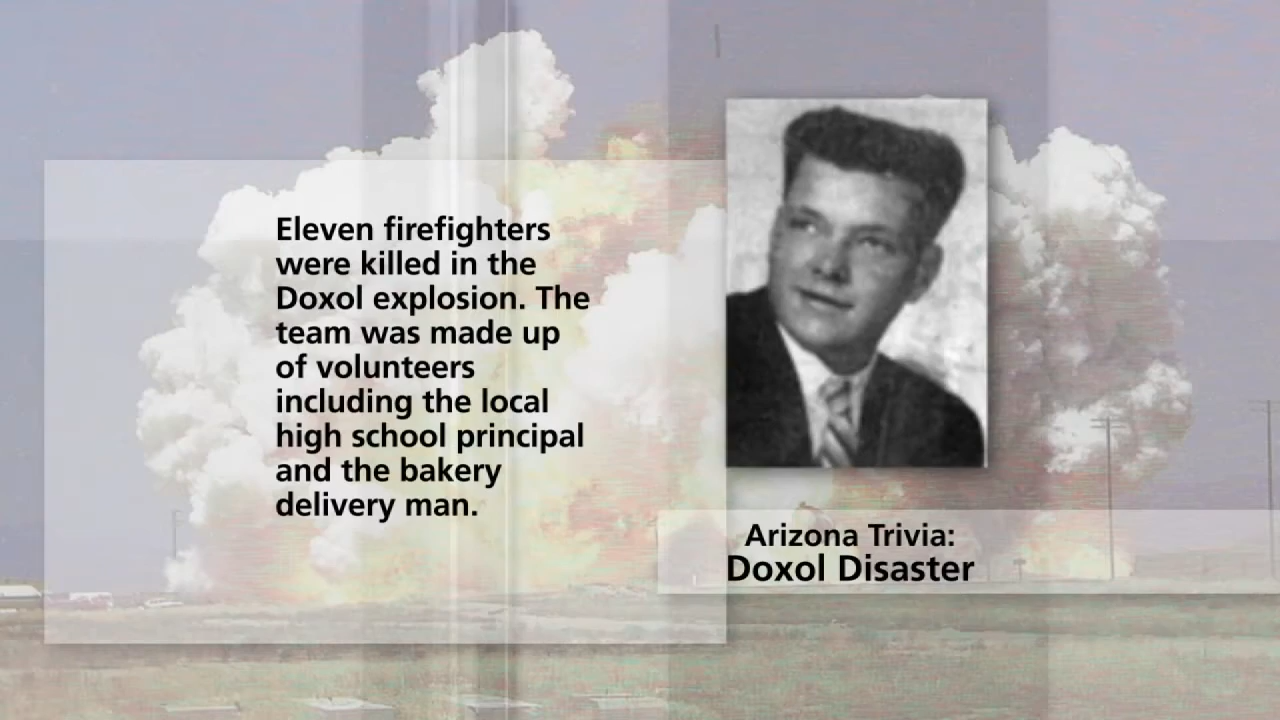 Eleven firefighters
were killed in the
Doxol explosion. The
team was made up
of volunteers
including the local
high school principal
and the bakery
delivery man.
Arizona Trivia:
Doxol Disaster